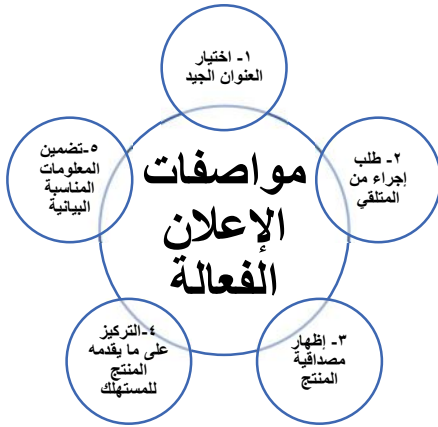 مواصفات
الإعلان
الفعالة
١- اختيار
العنوان الجيد
٢- طلب
إجراء من
المتلقي
٣- إظهار
مصداقية
المنتج
٤-التركيز
على ما يقدمه
المنتج
للمستهلك
٥-تضمين
المعلومات
المناسبة
البيانية